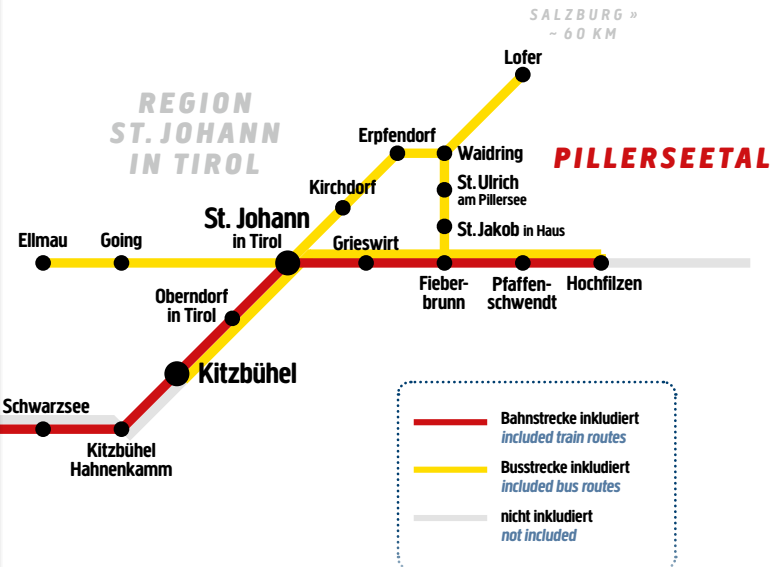 SALZBURG »
~ 60 KM
Lofer
REGION
ST. JOHANN
IN TIROL
Erpfendorf
Waidring
PILLERSEETAL
Kirchdorf
St. Ulrich
am Pillersee
St. Johann
in Tirol
St. Jakob in Haus
Ellmau
Going
Grieswirt
Fieber-
brunn
Pfaffen-
schwendt
Hochfilzen
Oberndorf
in Tirol
Kitzbühel
Schwarzsee
Kitzbühel
Hahnenkamm
Bahnstrecke inkludiert
included train routes
Busstrecke inkludiert
included bus routes
nicht inkludiert
not included